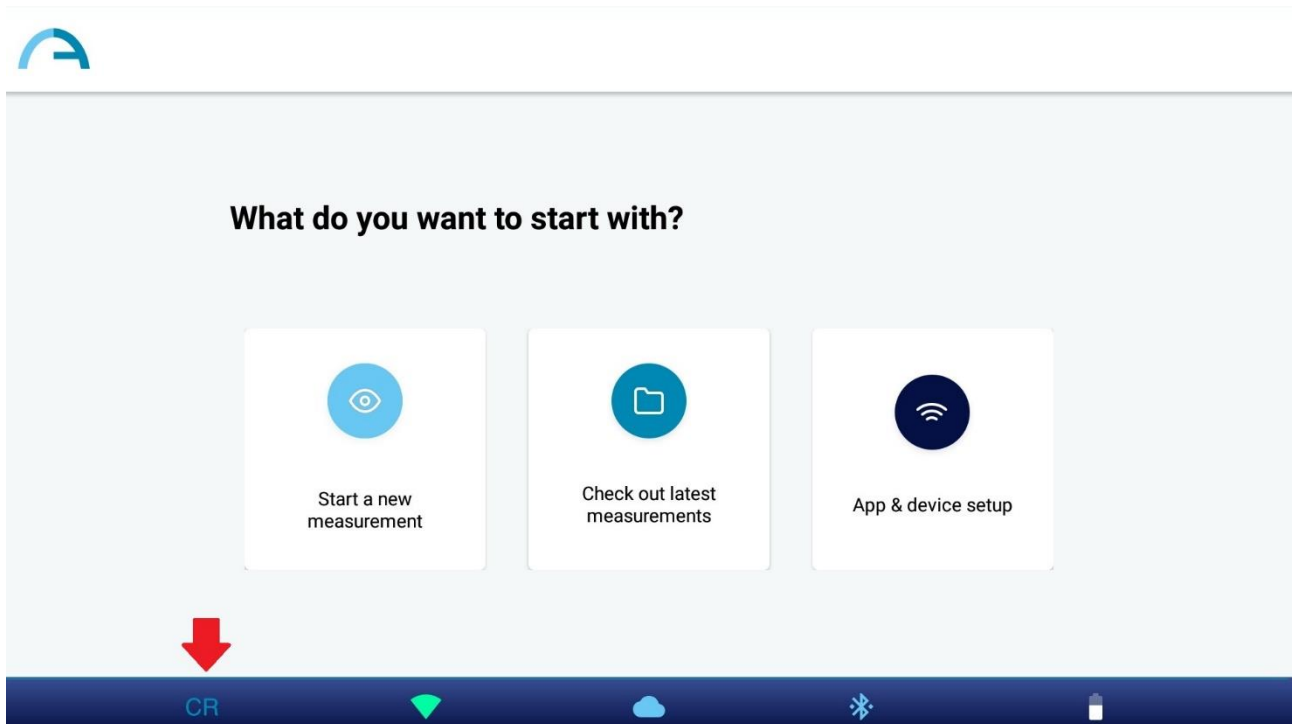 What do you want to start with?
Start a new
measurement
Check out latest
measurements
App & device setup
CR